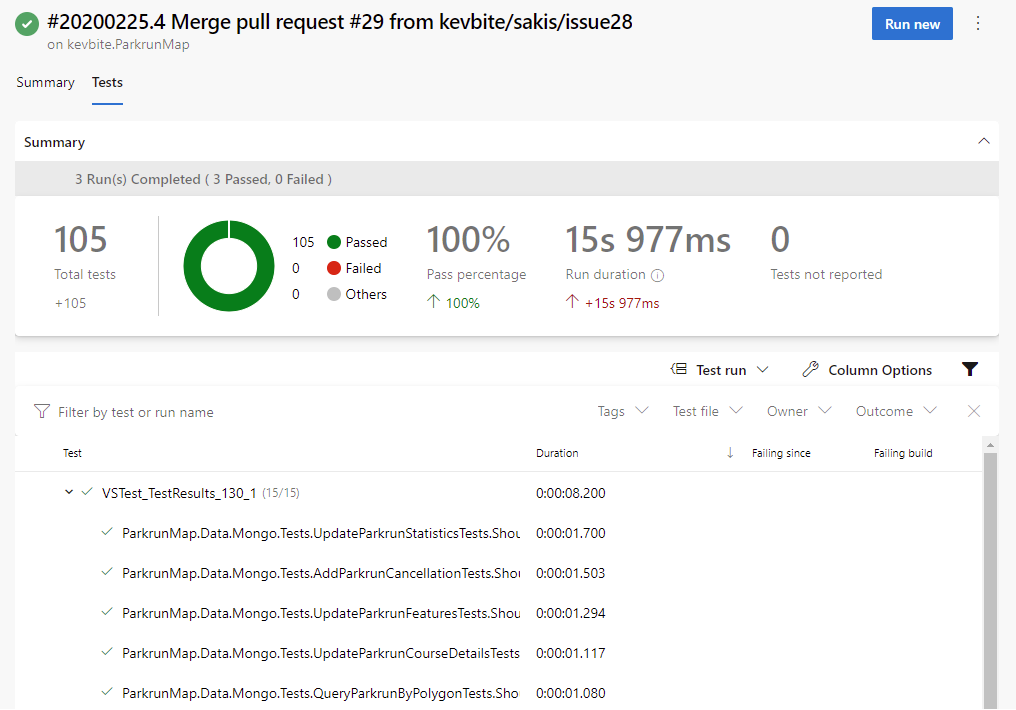 #20200225.4 Merge pull request #29 from kevbite/sakis/issue28
Run new
on kevbite.ParkrunMap
Summary Tests
Summary
3 Run(s) Completed ( 3 Passed, 0 Failed )
105
Total tests
+105
105 Passed
0 Failed
0 Others
100%
Pass percentage
100%
15s 977ms
Run duration
+15s 977ms
0
Tests not reported
Test run Column Options
Filter by test or run name Tags Test file Owner Outcome
Test Duration Failing since Failing build
VSTest_TestResults_130_1 (15/15) 0:00:08.200
ParkrunMap.Data.Mongo.Tests.UpdateParkrunStatisticsTests.Shou 0:00:01.700
ParkrunMap.Data.Mongo.Tests.AddParkrunCancellationTests.Shou 0:00:01.503
ParkrunMap.Data.Mongo.Tests.UpdateParkrunFeaturesTests.Shou 0:00:01.294
ParkrunMap.Data.Mongo.Tests.UpdateParkrunCourseDetailsTests 0:00:01.117
ParkrunMap.Data.Mongo.Tests.QueryParkrunByPolygonTests.Shou 0:00:01.080